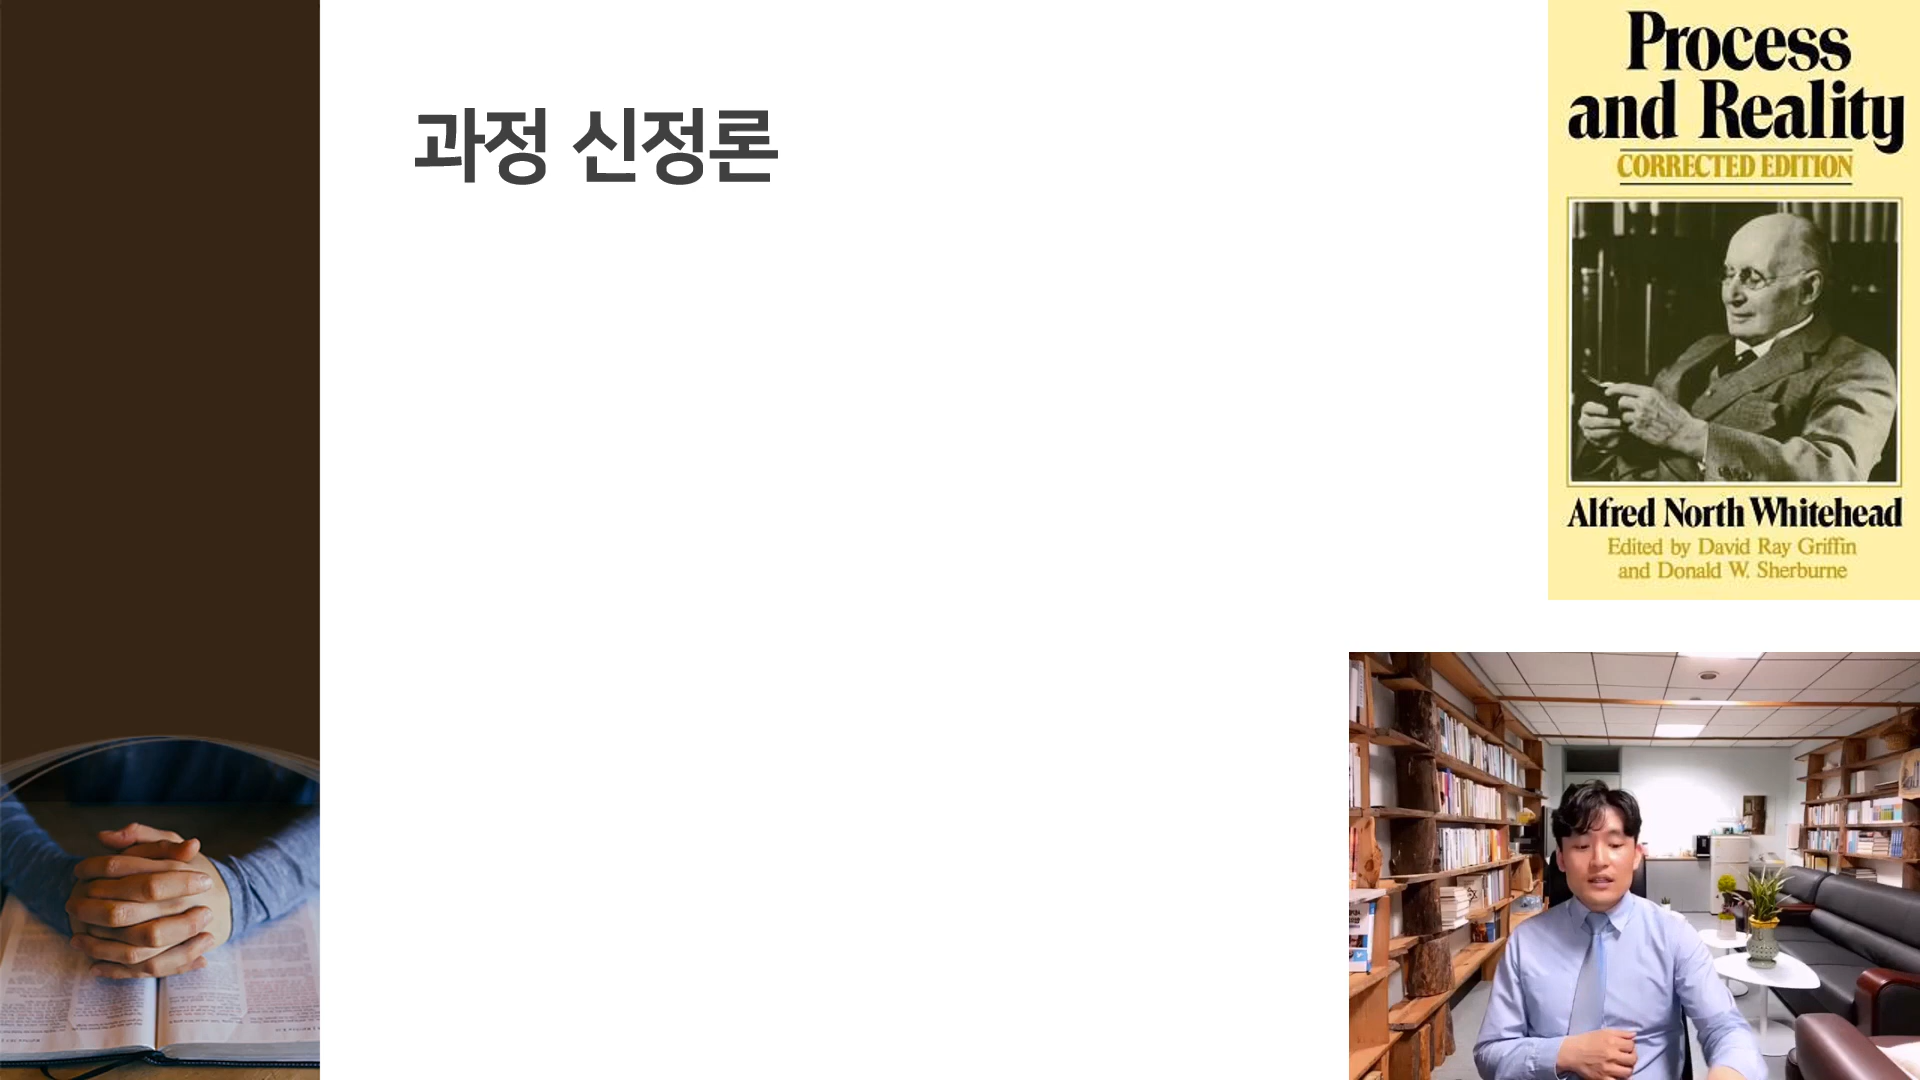 과정 신정론
Process
and Reality
CORRECTED EDITION
Alfred North Whitehead
Edited by David Ray Griffin
and Donald W. Sherburne